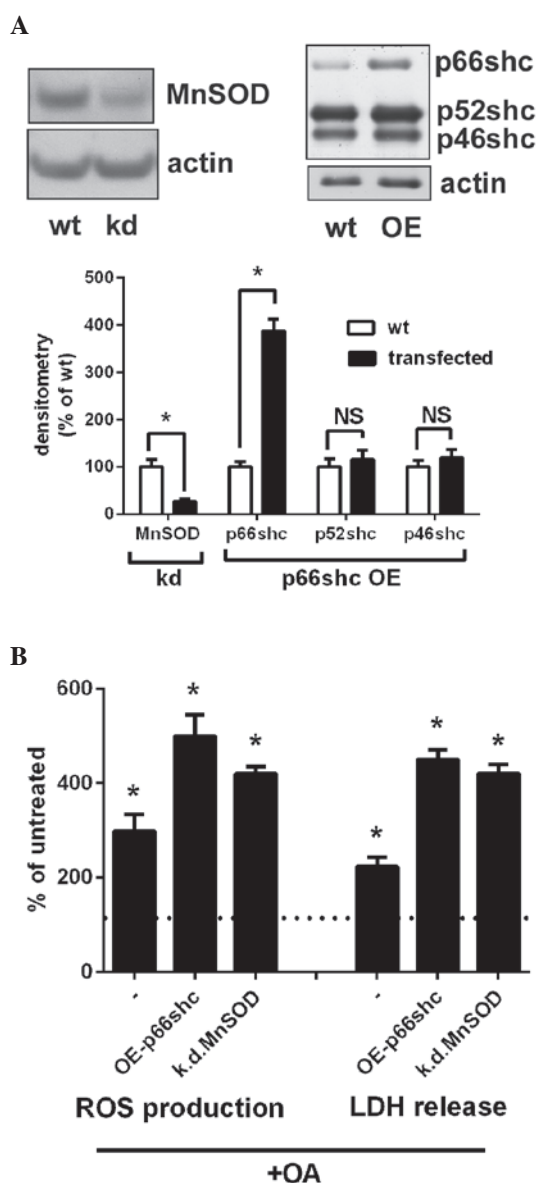 A
MnSOD
actin
wt kd
p66shc
p52shc
p46shc
actin
wt OE
densitometry
(% of wt)
500
400
300
200
100
0
*
*
NS
NS
wt
transfected
MnSOD p66shc p52shc p46shc
kd p66shc OE
B
% of untreated
600
400
200
0
*
*
*
*
*
*
- OE-p66shc k.d.MnSOD - OE-p66shc k.d.MnSOD
ROS production LDH release
+OA